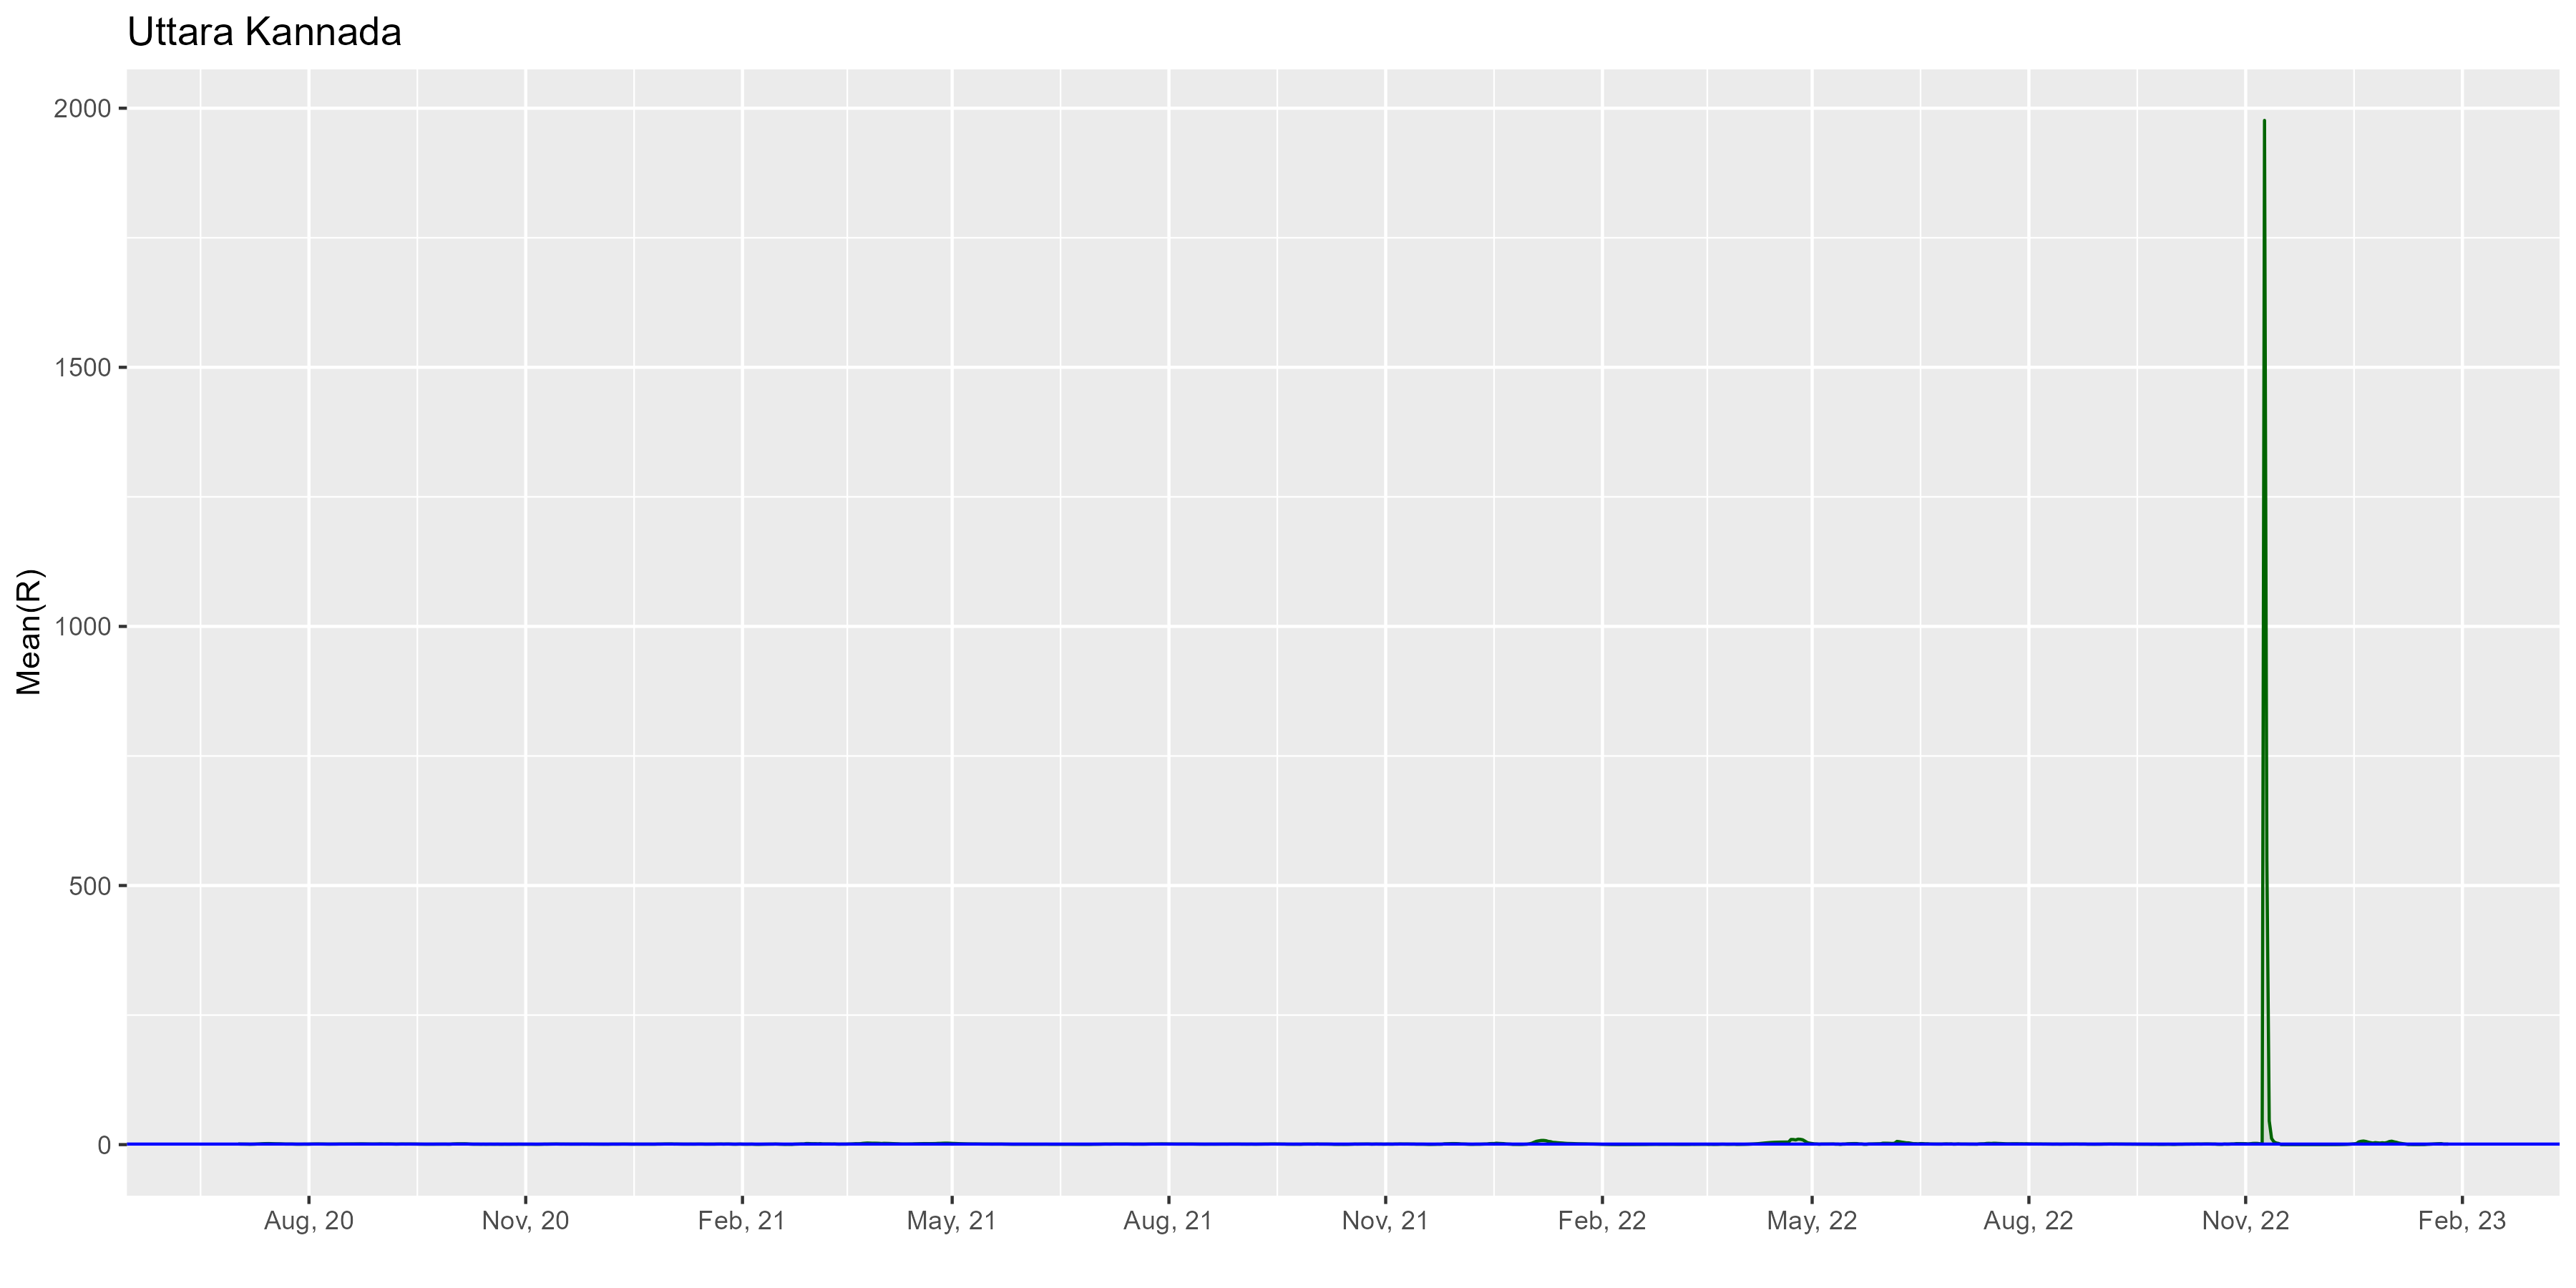 Uttara Kannada
Mean(R)
2000
1500
1000
500
0
Aug, 20 Nov, 20 Feb, 21 May, 21 Aug, 21 Nov, 21 Feb, 22 May, 22 Aug, 22 Nov, 22 Feb, 23